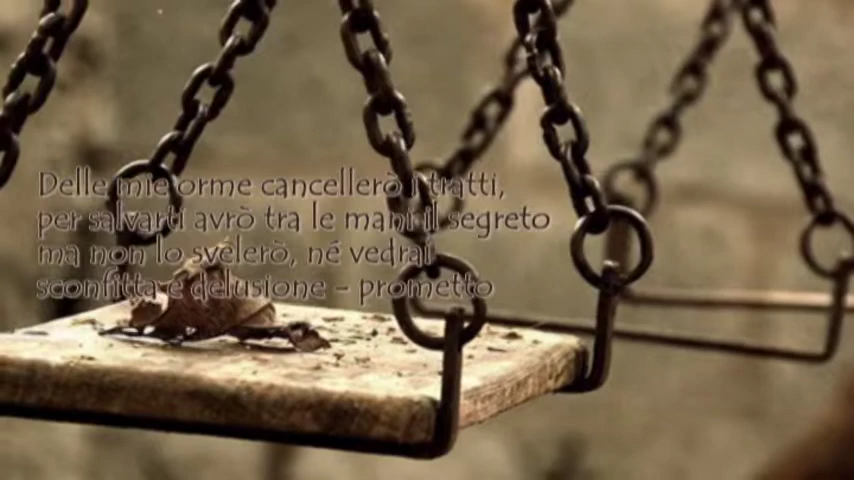 Delle mie orme cancellerò i tratti,
per salvarti avrò tra le mani il segreto
ma non lo svelerò, né vedrai
sconfitta e delusione - prometto